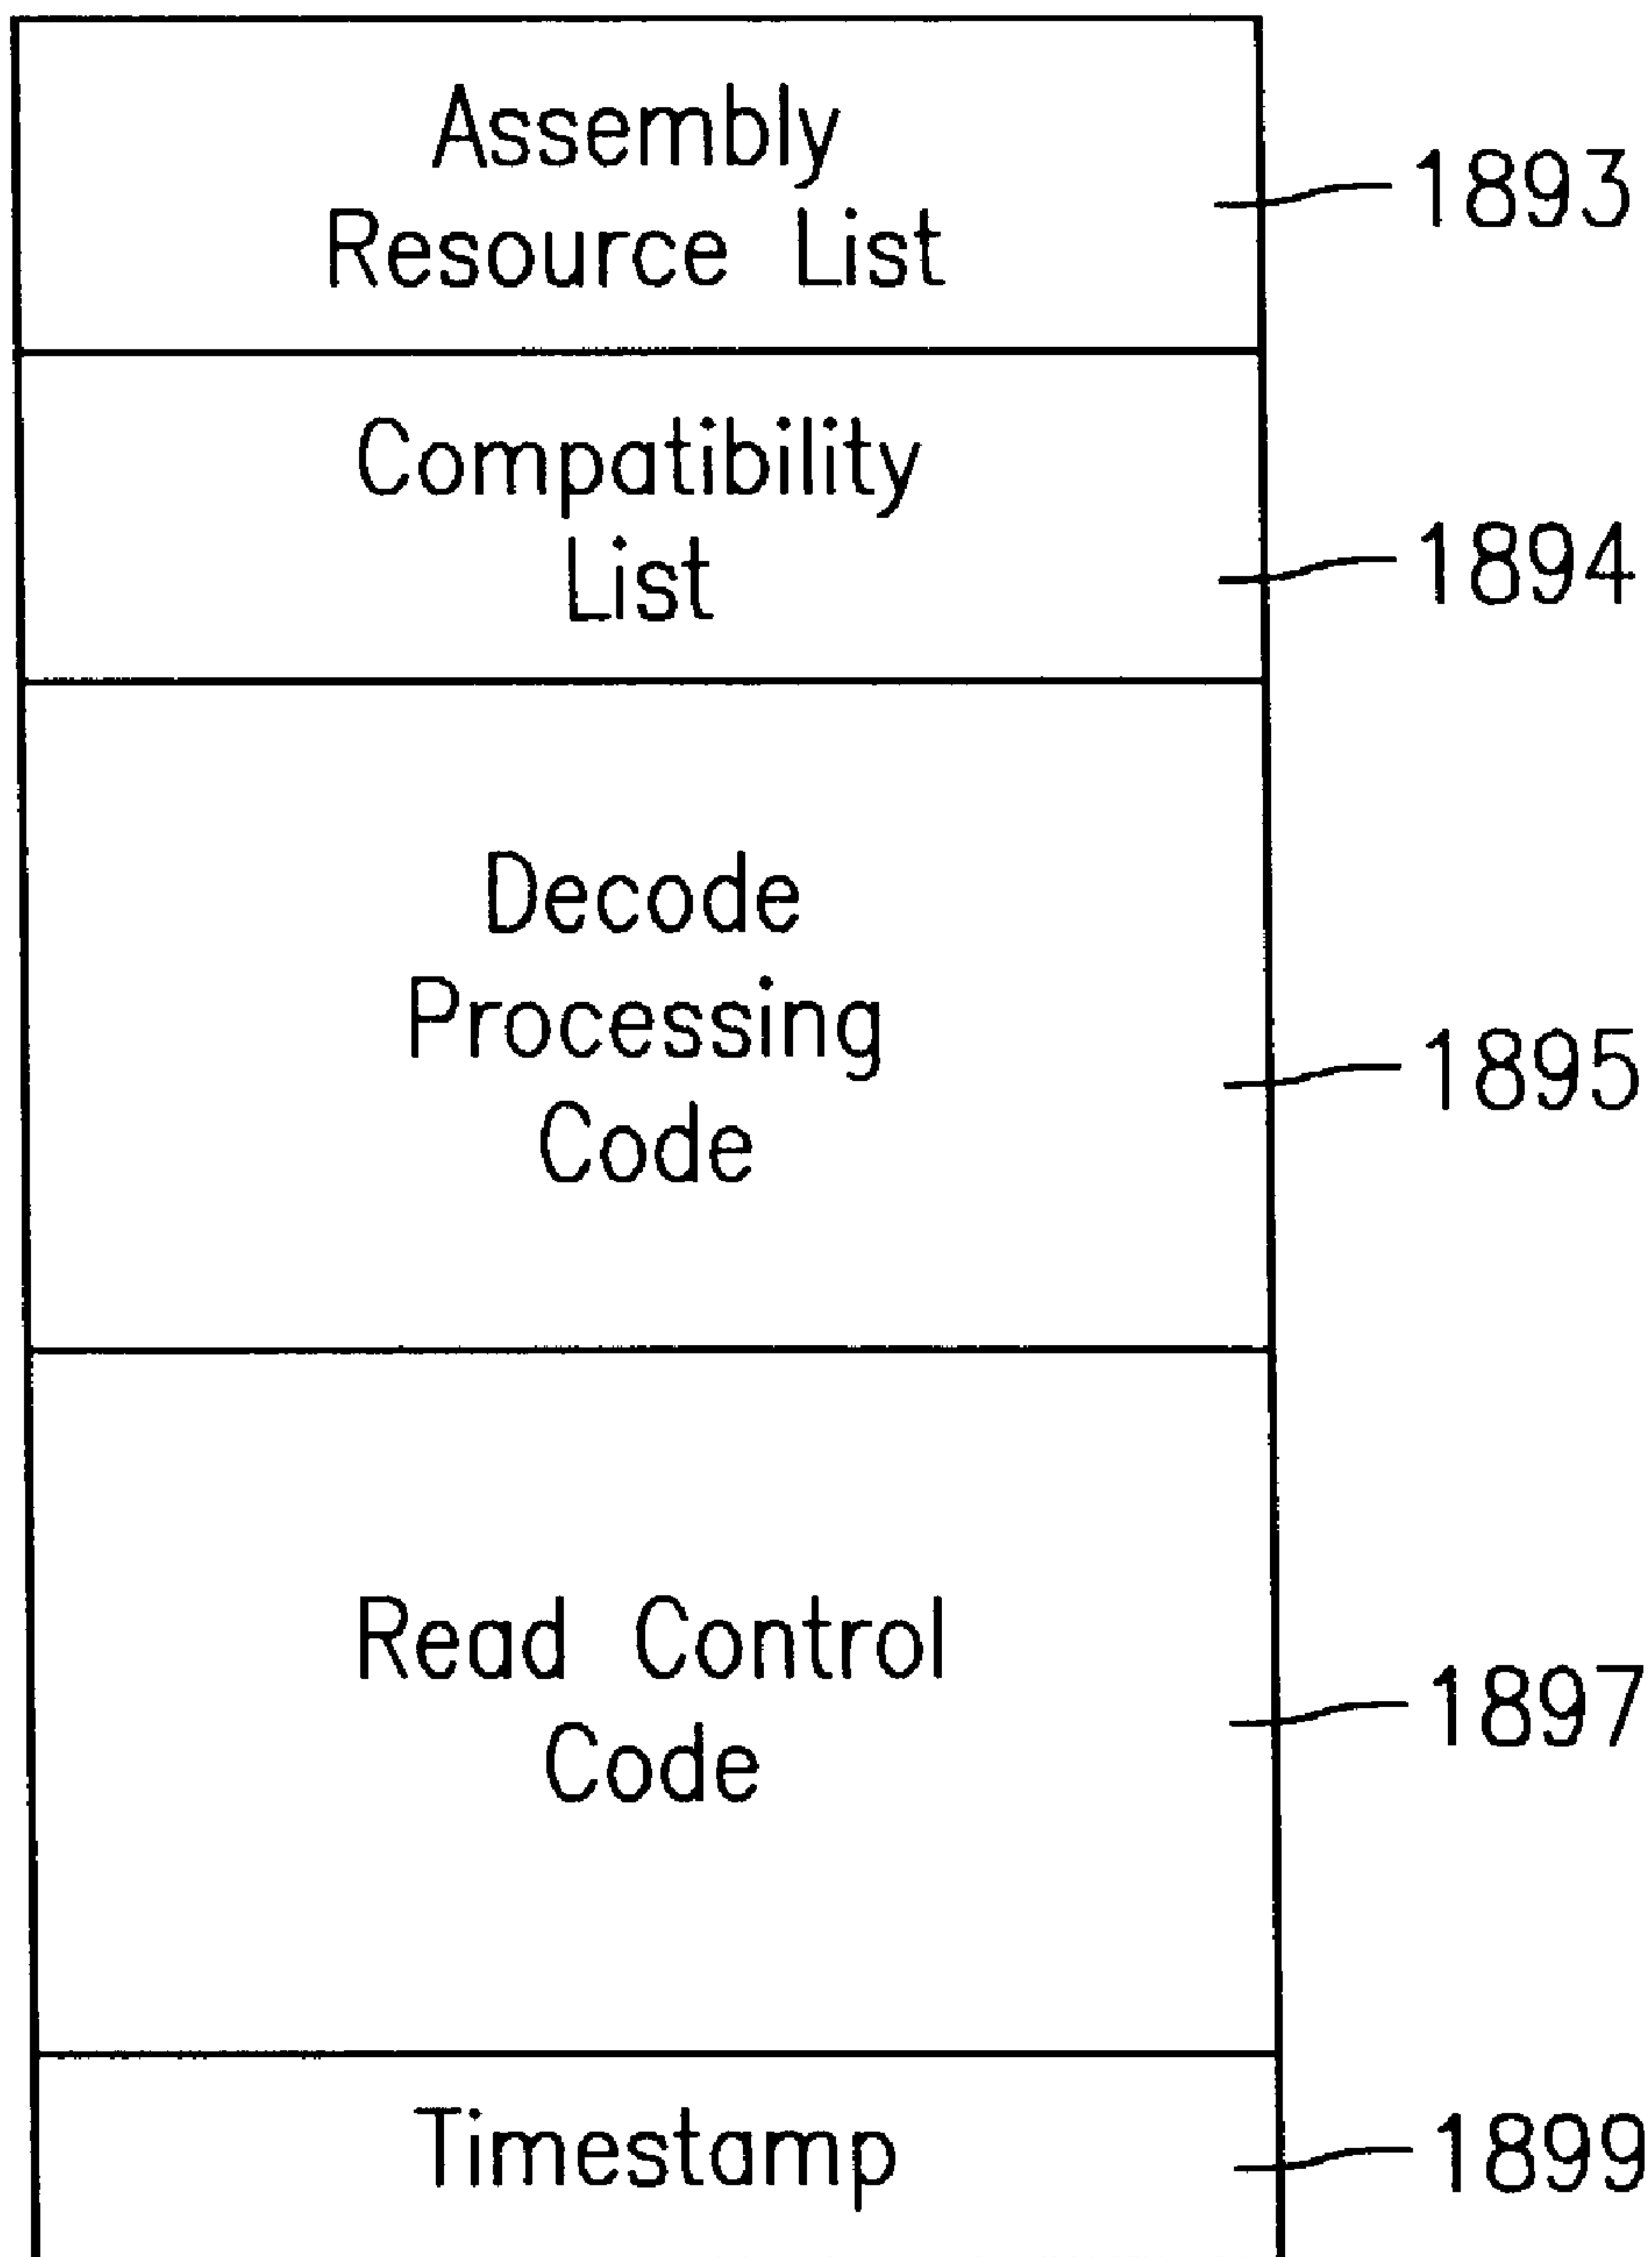 Assembly
Resource List
1893
Compatibility
List
1894
Decode
Processing
Code
1895
Read Control
Code
1897
Timestamp
1899